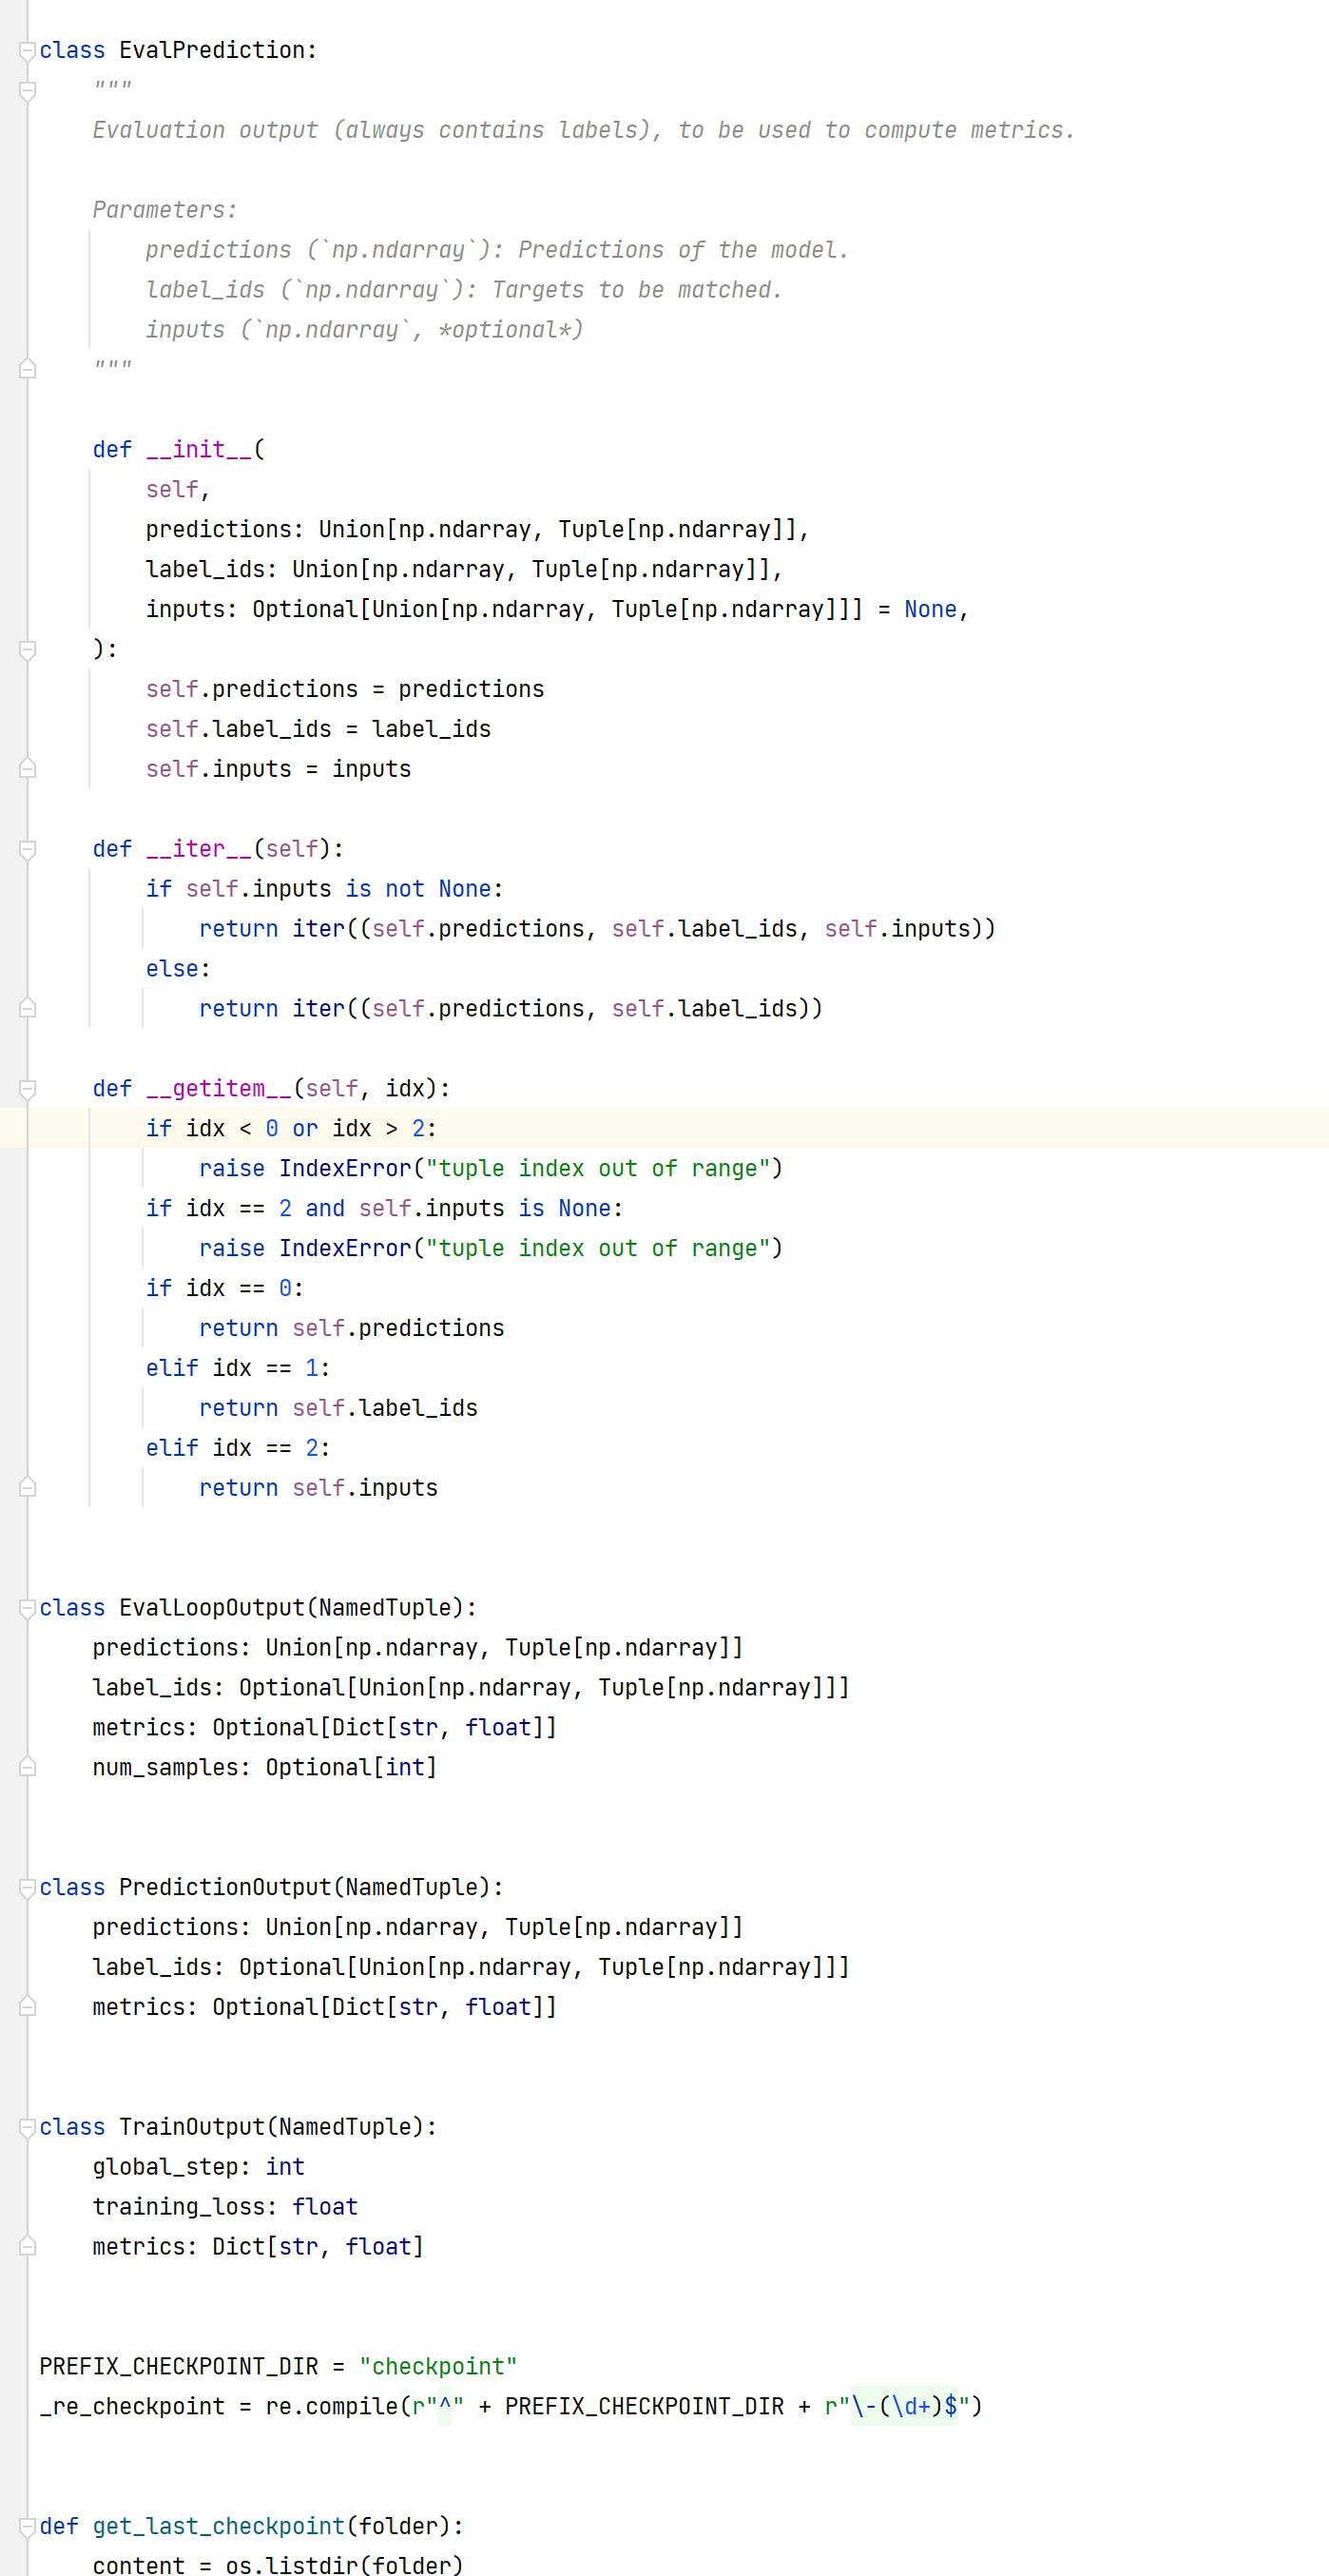 class EvalPrediction:
    """
    Evaluation output (always contains labels), to be used to compute metrics.

    Parameters:
        predictions (`np.ndarray`): Predictions of the model.
        label_ids (`np.ndarray`): Targets to be matched.
        inputs (`np.ndarray`, *optional*)
    """

    def __init__(
        self,
        predictions: Union[np.ndarray, Tuple[np.ndarray]],
        label_ids: Union[np.ndarray, Tuple[np.ndarray]],
        inputs: Optional[Union[np.ndarray, Tuple[np.ndarray]]] = None,
    ):
        self.predictions = predictions
        self.label_ids = label_ids
        self.inputs = inputs

    def __iter__(self):
        if self.inputs is not None:
            return iter((self.predictions, self.label_ids, self.inputs))
        else:
            return iter((self.predictions, self.label_ids))

    def __getitem__(self, idx):
        if idx < 0 or idx > 2:
            raise IndexError("tuple index out of range")
        if idx == 2 and self.inputs is None:
            raise IndexError("tuple index out of range")
        if idx == 0:
            return self.predictions
        elif idx == 1:
            return self.label_ids
        elif idx == 2:
            return self.inputs


class EvalLoopOutput(NamedTuple):
    predictions: Union[np.ndarray, Tuple[np.ndarray]]
    label_ids: Optional[Union[np.ndarray, Tuple[np.ndarray]]]
    metrics: Optional[Dict[str, float]]
    num_samples: Optional[int]


class PredictionOutput(NamedTuple):
    predictions: Union[np.ndarray, Tuple[np.ndarray]]
    label_ids: Optional[Union[np.ndarray, Tuple[np.ndarray]]]
    metrics: Optional[Dict[str, float]]


class TrainOutput(NamedTuple):
    global_step: int
    training_loss: float
    metrics: Dict[str, float]


PREFIX_CHECKPOINT_DIR = "checkpoint"
_re_checkpoint = re.compile(r"^" + PREFIX_CHECKPOINT_DIR + r"\-(\d+)$")


def get_last_checkpoint(folder):
    content = os.listdir(folder)